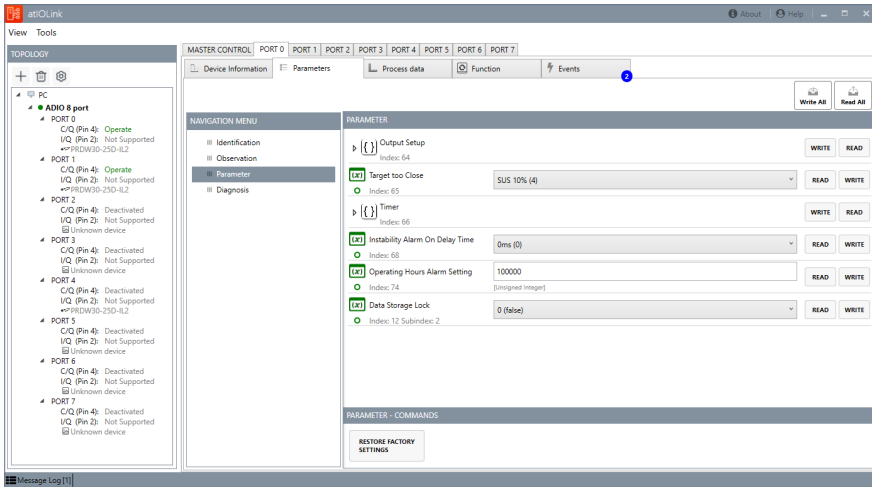 atIOLink
About
Help
View Tools
TOPOLOGY
PC
ADIO 8 port
PORT 0
C/Q (Pin 4): Operate
I/Q (Pin 2): Not Supported
PRDW30-25D-IL2
PORT 1
C/Q (Pin 4): Operate
I/Q (Pin 2): Not Supported
PRDW30-25D-IL2
PORT 2
C/Q (Pin 4): Deactivated
I/Q (Pin 2): Not Supported
Unknown device
PORT 3
C/Q (Pin 4): Deactivated
I/Q (Pin 2): Not Supported
Unknown device
PORT 4
C/Q (Pin 4): Deactivated
I/Q (Pin 2): Not Supported
PRDW30-25D-IL2
PORT 5
C/Q (Pin 4): Deactivated
I/Q (Pin 2): Not Supported
Unknown device
PORT 6
C/Q (Pin 4): Deactivated
I/Q (Pin 2): Not Supported
Unknown device
PORT 7
C/Q (Pin 4): Deactivated
I/Q (Pin 2): Not Supported
Unknown device
MASTER CONTROL PORT 0 PORT 1 PORT 2 PORT 3 PORT 4 PORT 5 PORT 6 PORT 7
Device Information Parameters Process data Function Events
2
Write All Read All
NAVIGATION MENU
Identification
Observation
Parameter
Diagnosis
PARAMETER
{ } Output Setup
Index: 64
WRITE READ
(x) Target too Close
Index: 65
SUS 10% (4)
READ WRITE
{ } Timer
Index: 66
WRITE READ
(x) Instability Alarm On Delay Time
Index: 68
0ms (0)
READ WRITE
(x) Operating Hours Alarm Setting
Index: 74
100000
[Unsigned Integer]
READ WRITE
(x) Data Storage Lock
Index: 12 Subindex: 2
0 (false)
READ WRITE
PARAMETER - COMMANDS
RESTORE FACTORY
SETTINGS
Message Log [1]